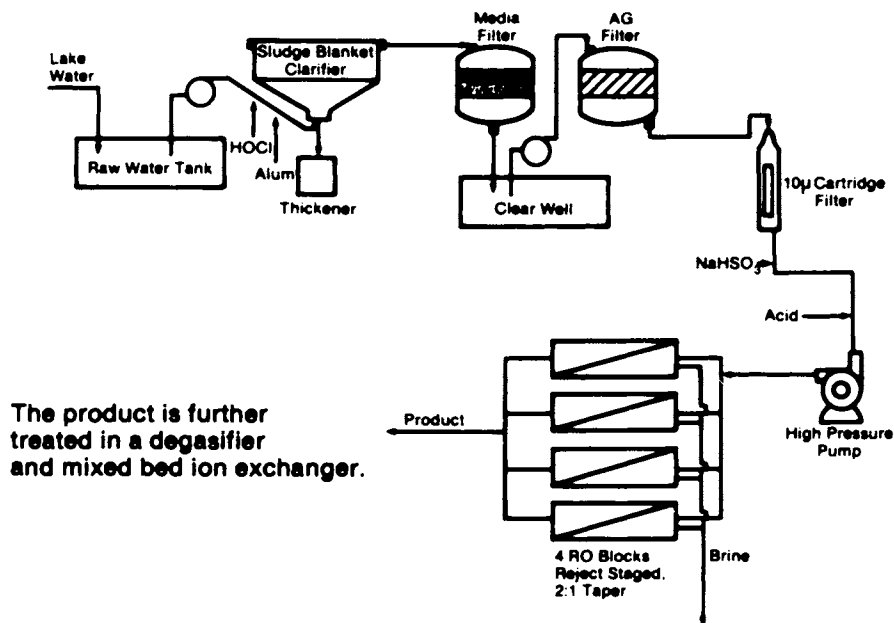 Lake
Water
Raw Water Tank
HOCl
Alum
Sludge Blanket
Clarifier
Thickener
Media
Filter
Clear Well
AG
Filter
10μ Cartridge
Filter
NaHSO₃
Acid
High Pressure
Pump
Product
4 RO Blocks
Reject Staged,
2:1 Taper
Brine
The product is further
treated in a degasifier
and mixed bed ion exchanger.